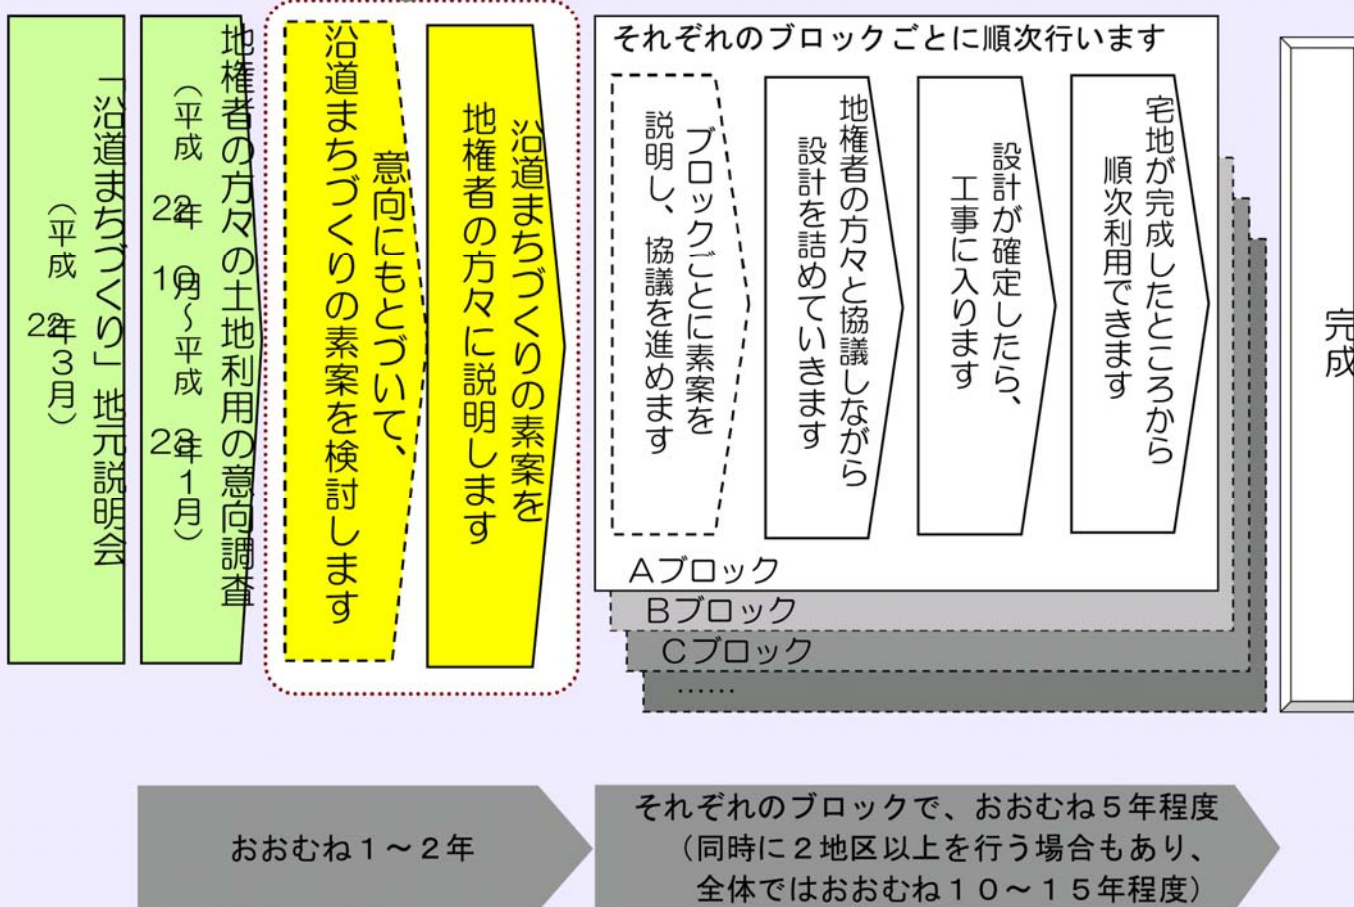 「沿道まちづくり」地元説明会
（平成22年３月）
地権者の方々の土地利用の意向調査
（平成22年10月～平成23年１月）
意向にもとづいて、
沿道まちづくりの素案を検討します
沿道まちづくりの素案を
地権者の方々に説明します
それぞれのブロックごとに順次行います
ブロックごとに素案を
説明し、協議を進めます
地権者の方々と協議しながら
設計を詰めていきます
設計が確定したら、
工事に入ります
宅地が完成したところから
順次利用できます
Ａブロック
Ｂブロック
Ｃブロック
……
完成
おおむね１～２年
それぞれのブロックで、おおむね５年程度
（同時に２地区以上を行う場合もあり、
全体ではおおむね１０～１５年程度）